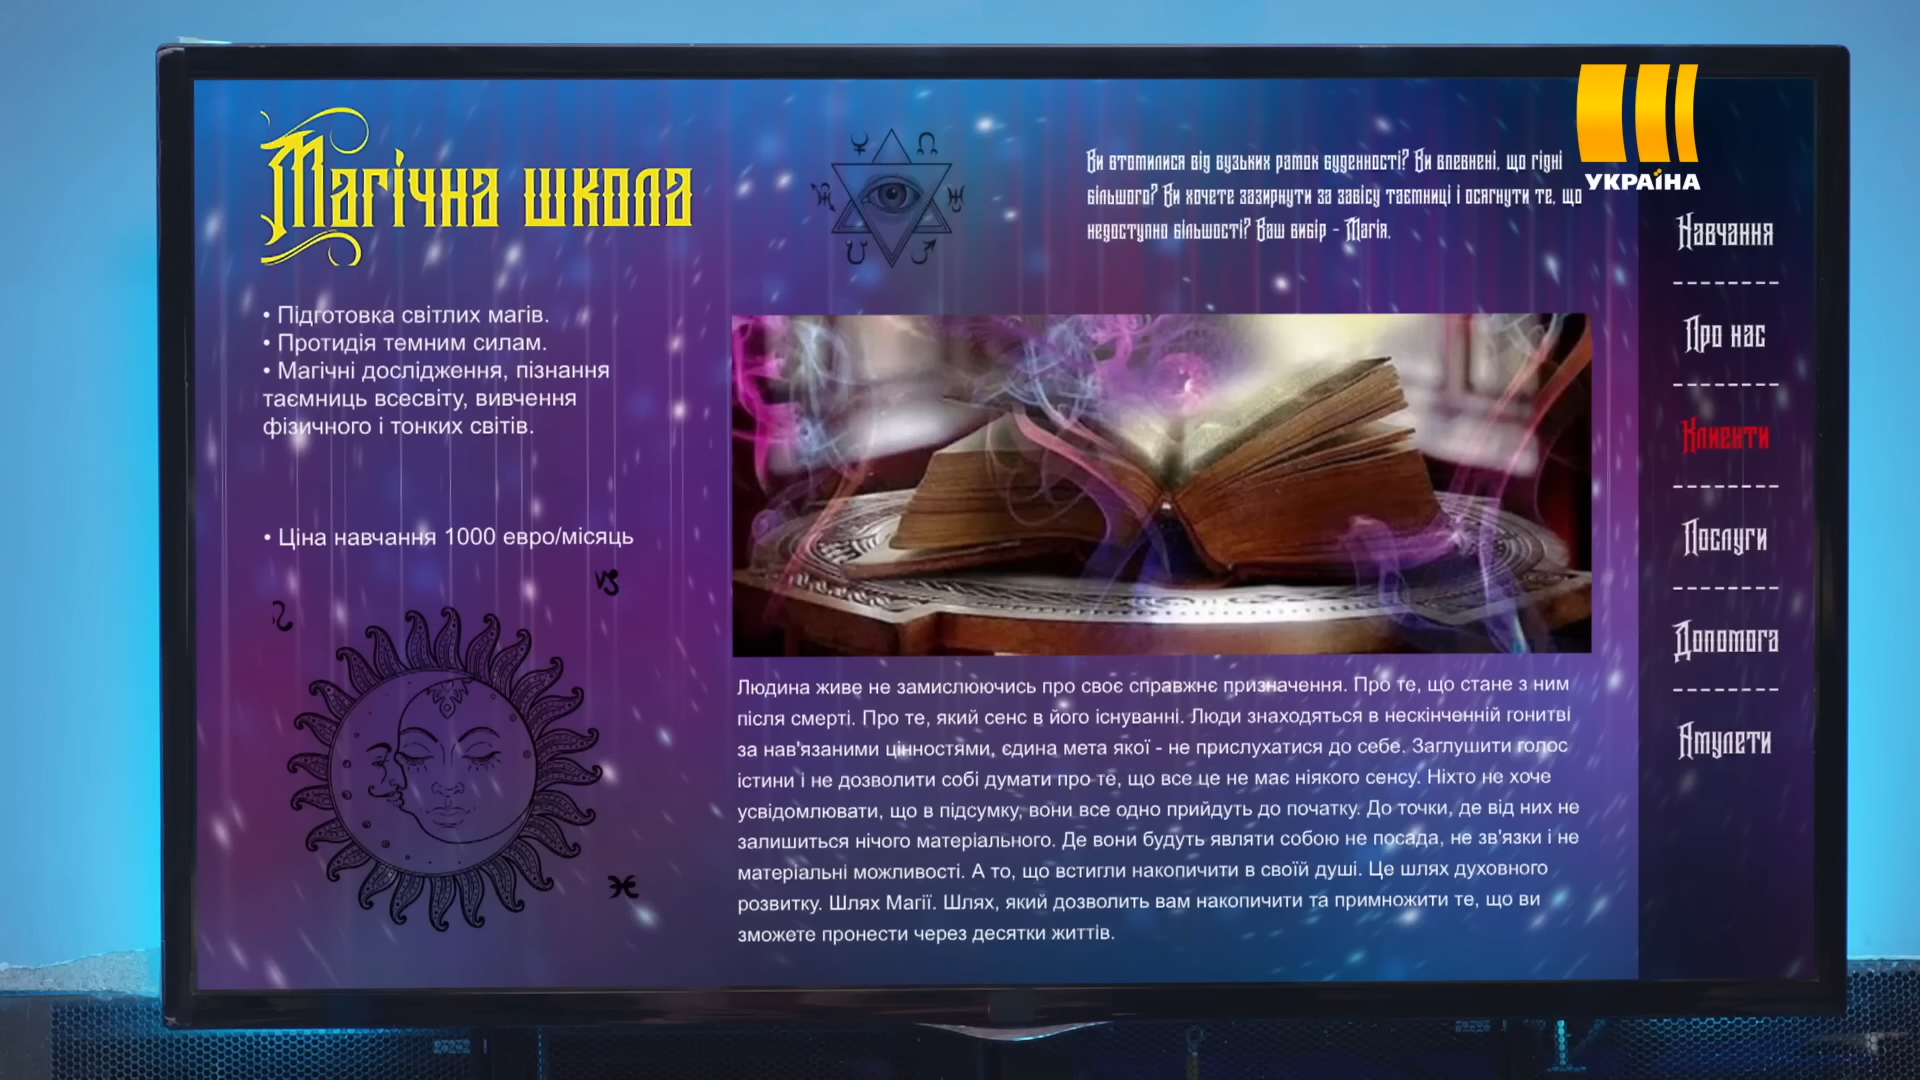 Магічна школа
• Підготовка світлих магів.
• Протидія темним силам.
• Магічні дослідження, пізнання
таємниць всесвіту, вивчення
фізичного і тонких світів.
• Ціна навчання 1000 евро/місяць
Ви втомилися від вузьких рамок буденності? Ви впевнені, що гідні
більшого? Ви хочете зазирнути за завісу таємниці і осягнути те, що
недоступно більшості? Ваш вибір - Магія.
Людина живе не замислюючись про своє справжнє призначення. Про те, що стане з ним
після смерті. Про те, який сенс в його існуванні. Люди знаходяться в нескінченній гонитві
за нав'язаними цінностями, єдина мета якої - не прислухатися до себе. Заглушити голос
істини і не дозволити собі думати про те, що все це не має ніякого сенсу. Ніхто не хоче
усвідомлювати, що в підсумку, вони все одно прийдуть до початку. До точки, де від них не
залишиться нічого матеріального. Де вони будуть являти собою не посада, не зв'язки і не
матеріальні можливості. А то, що встигли накопичити в своїй душі. Це шлях духовного
розвитку. Шлях Магії. Шлях, який дозволить вам накопичити та примножити те, що ви
зможете пронести через десятки життів.
УКРАЇНА
Навчання
Про нас
Клиенти
Послуги
Допомога
Амулети